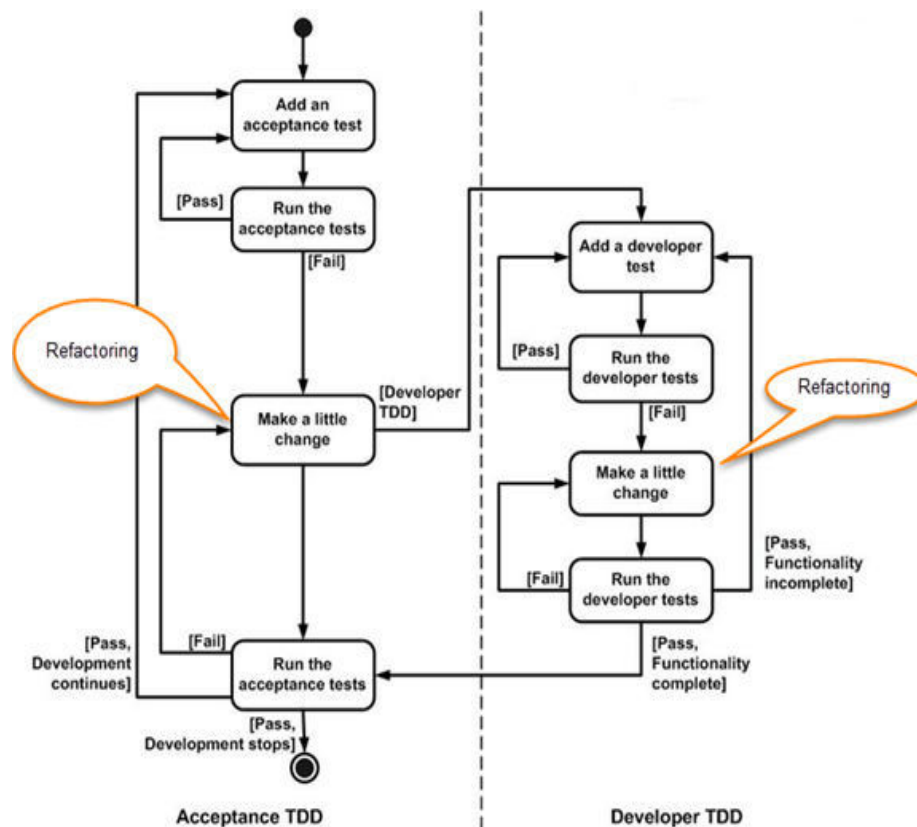 Add an
acceptance test
[Pass]
Run the
acceptance tests
[Fail]
Refactoring
Make a little
change
[Developer
TDD]
[Pass,
Development
continues]
[Fail]
Run the
acceptance tests
[Pass,
Development stops]
Acceptance TDD
Add a developer
test
[Pass]
Run the
developer tests
[Fail]
Refactoring
Make a little
change
[Fail]
Run the
developer tests
[Pass,
Functionality
incomplete]
[Pass,
Functionality
complete]
Developer TDD